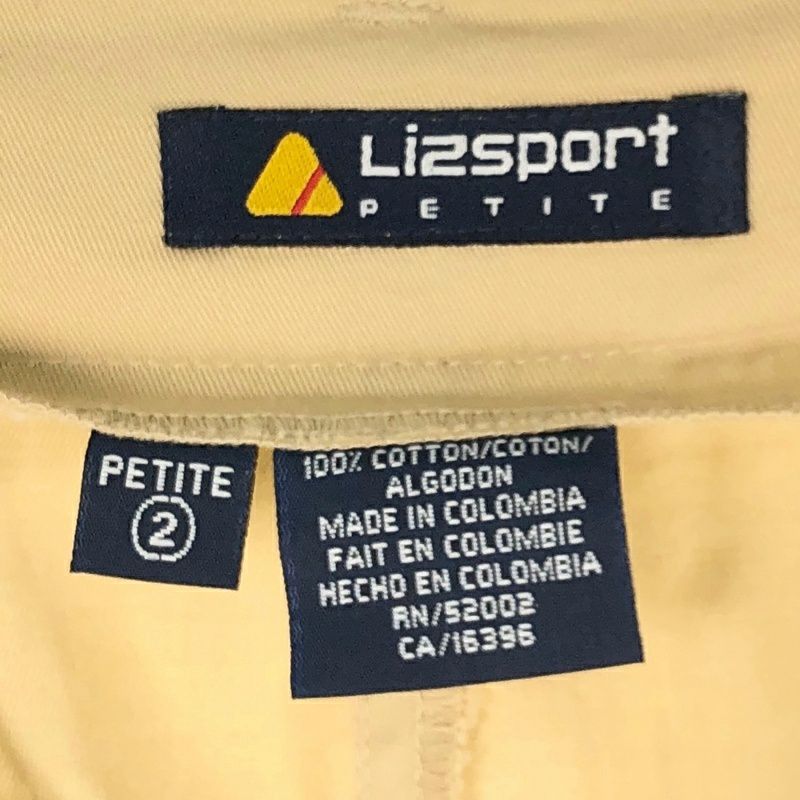 Lizsport
PETITE
PETITE
2
100% COTTON/COTON/
ALGODON
MADE IN COLOMBIA
FAIT EN COLOMBIE
HECHO EN COLOMBIA
RN/52002
CA/16396